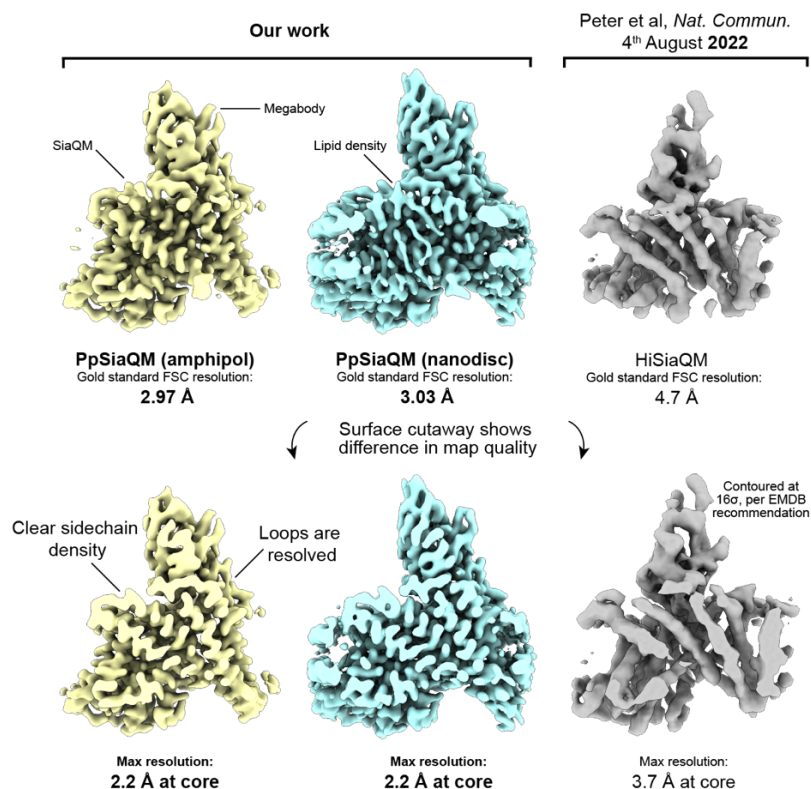 Our work
Peter et al, Nat. Commun.
4th August 2022
Megabody
SiaQM
Lipid density
PpSiaQM (amphipol)
Gold standard FSC resolution:
2.97 Å
PpSiaQM (nanodisc)
Gold standard FSC resolution:
3.03 Å
HiSiaQM
Gold standard FSC resolution:
4.7 Å
Surface cutaway shows
difference in map quality
Clear sidechain
density
Loops are
resolved
Contoured at
16σ, per EMDB
recommendation
Max resolution:
2.2 Å at core
Max resolution:
2.2 Å at core
Max resolution:
3.7 Å at core